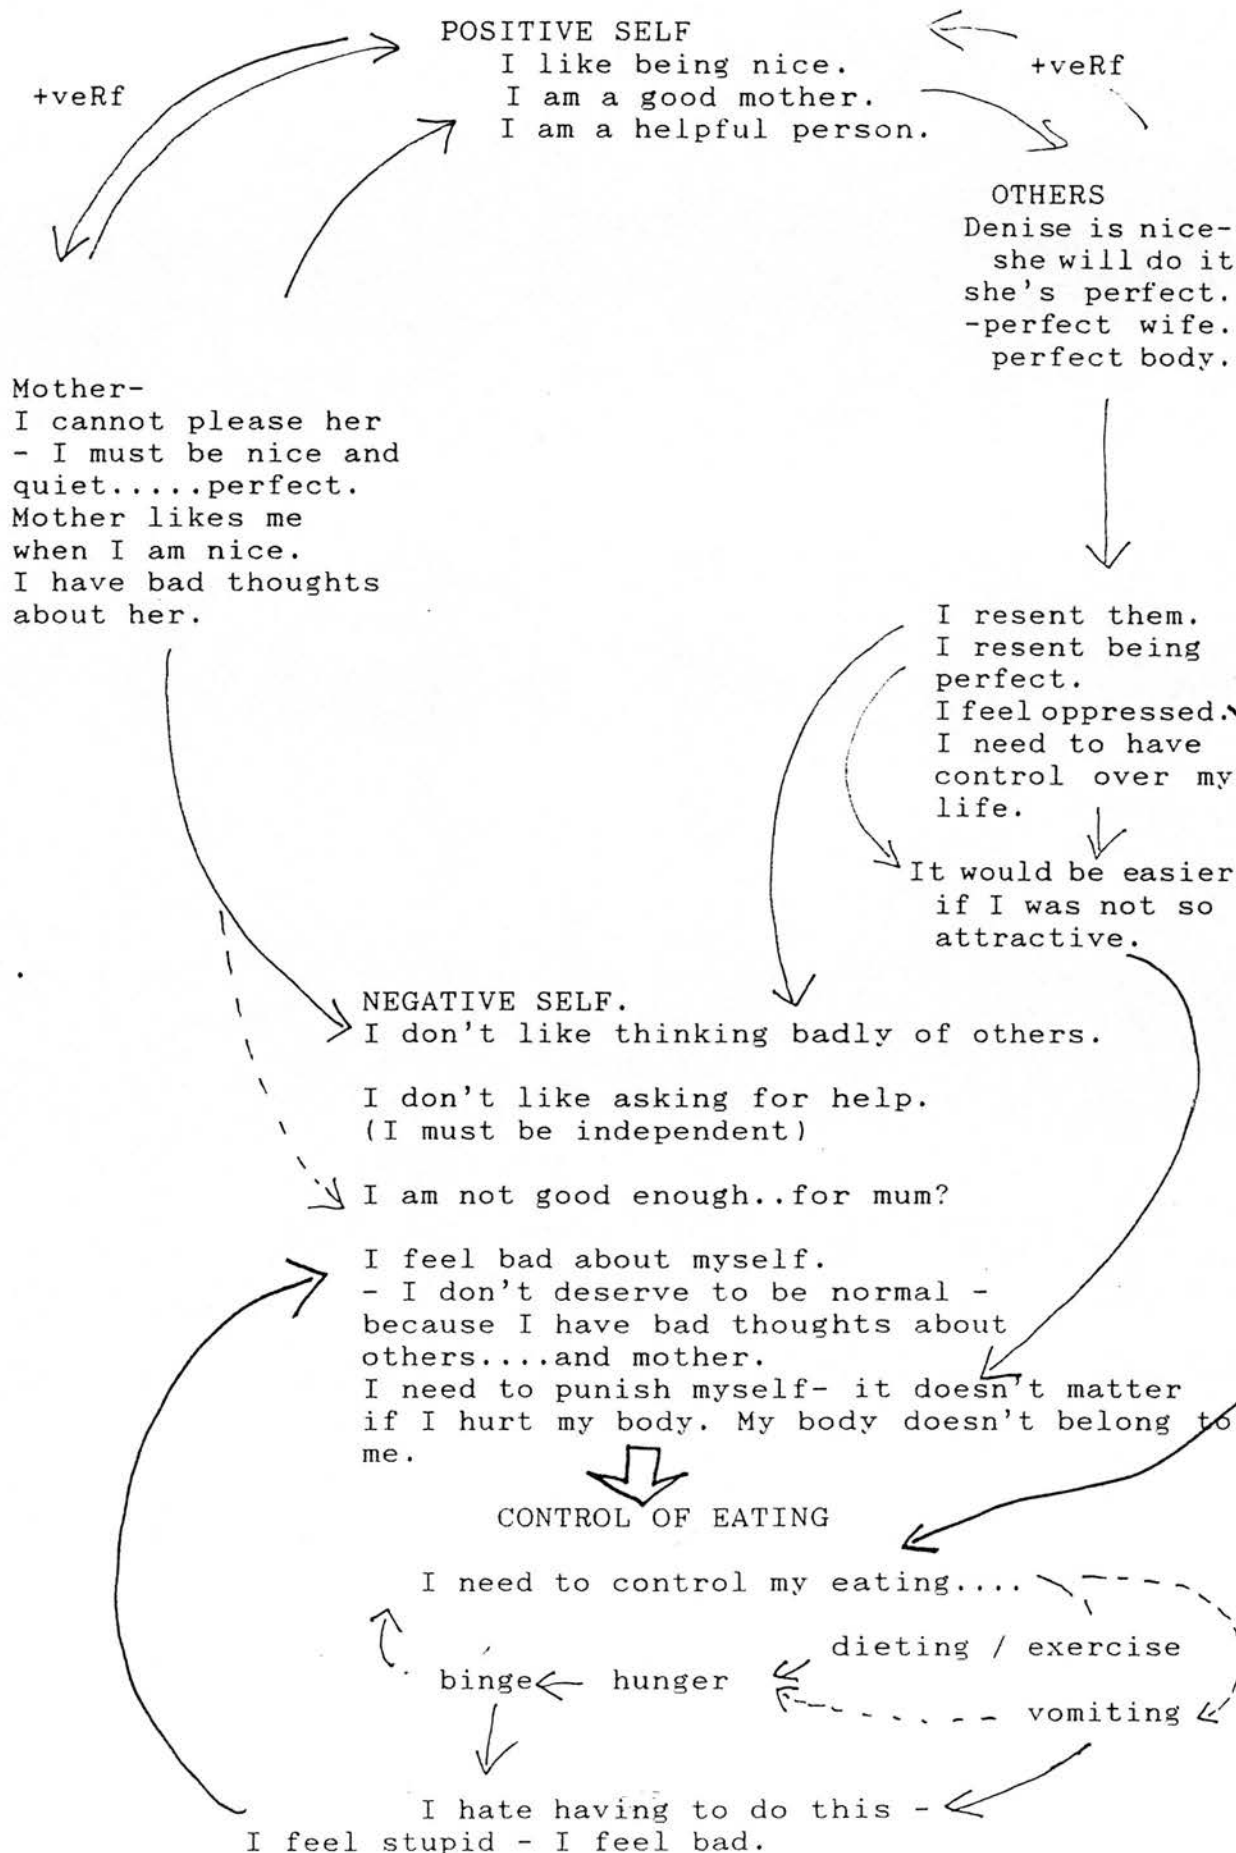 POSITIVE SELF
I like being nice.
I am a good mother.
I am a helpful person.
+veRf
+veRf
OTHERS
Denise is nice-
she will do it
she's perfect.
-perfect wife.
perfect body.
Mother-
I cannot please her
- I must be nice and
quiet.....perfect.
Mother likes me
when I am nice.
I have bad thoughts
about her.
I resent them.
I resent being
perfect.
I feel oppressed.
I need to have
control over my
life.
It would be easier
if I was not so
attractive.
NEGATIVE SELF.
I don't like thinking badly of others.
I don't like asking for help.
(I must be independent)
I am not good enough..for mum?
I feel bad about myself.
- I don't deserve to be normal -
because I have bad thoughts about
others....and mother.
I need to punish myself- it doesn't matter
if I hurt my body. My body doesn't belong to
me.
CONTROL OF EATING
I need to control my eating....
dieting / exercise
binge hunger
vomiting
I hate having to do this -
I feel stupid - I feel bad.